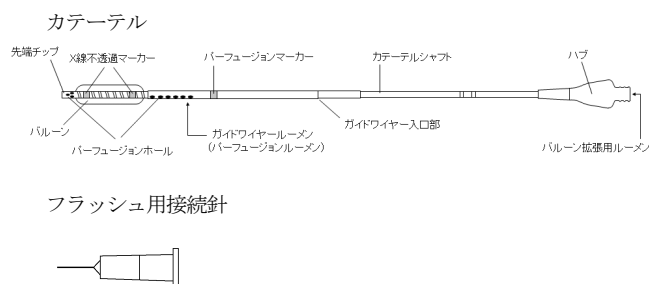 カテーテル
先端チップ
X線不透過マーカー
パーフュージョンマーカー
カテーテルシャフト
ハブ
バルーン
パーフュージョンホール
ガイドワイヤールーメン
(パーフュージョンルーメン)
ガイドワイヤー入口部
バルーン拡張用ルーメン
フラッシュ用接続針